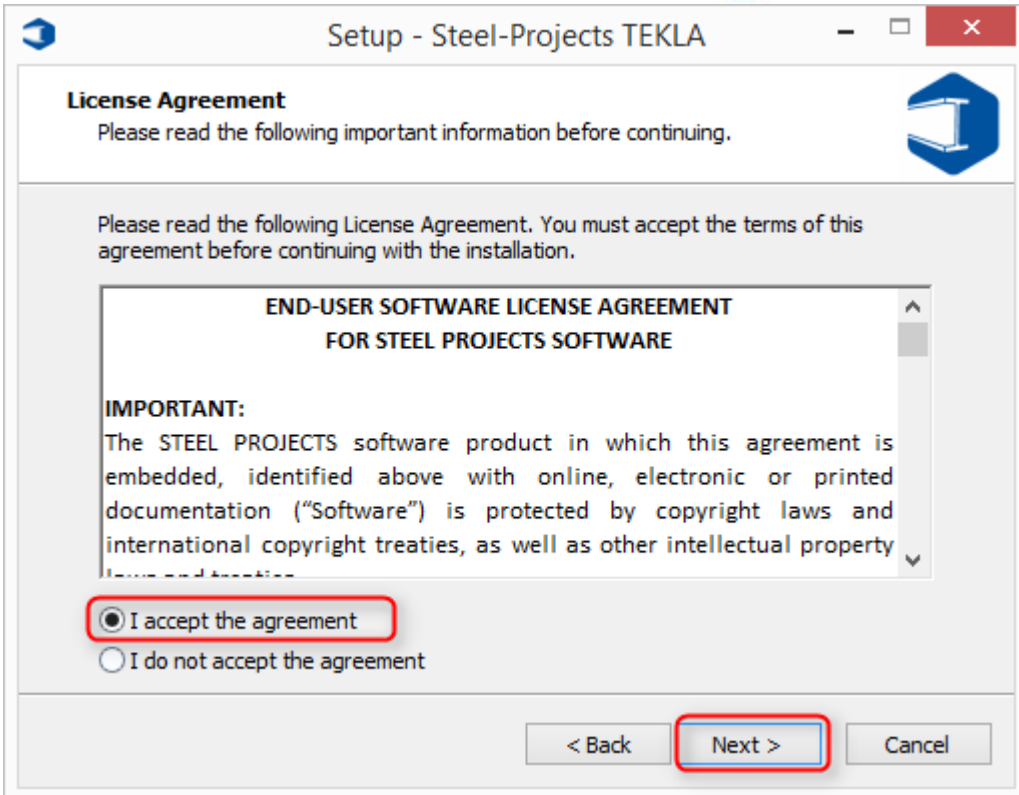 Setup - Steel-Projects TEKLA
License Agreement
Please read the following important information before continuing.
Please read the following License Agreement. You must accept the terms of this
agreement before continuing with the installation.
END-USER SOFTWARE LICENSE AGREEMENT
FOR STEEL PROJECTS SOFTWARE
IMPORTANT:
The STEEL PROJECTS software product in which this agreement is
embedded, identified above with online, electronic or printed
documentation (“Software”) is protected by copyright laws and
international copyright treaties, as well as other intellectual property
laws and treaties
I accept the agreement
I do not accept the agreement
< Back
Next >
Cancel